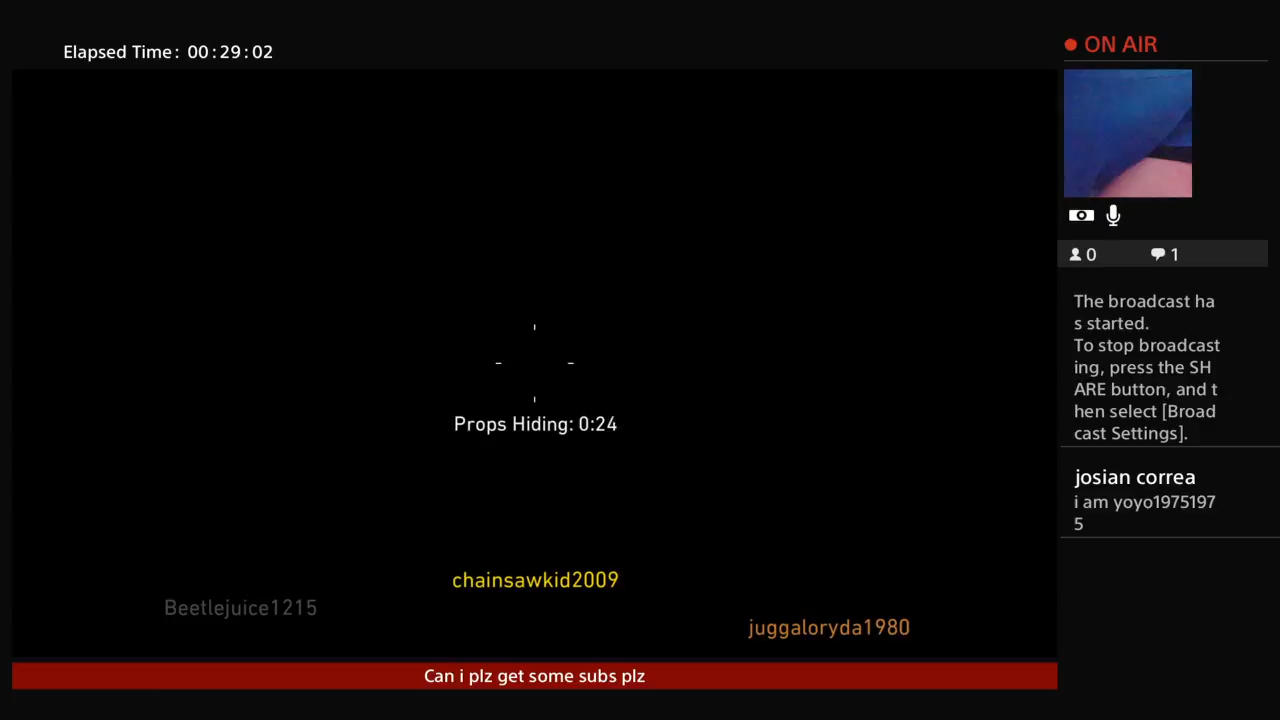 Elapsed Time: 00:29:02
ON AIR
0
1
The broadcast ha
s started.
To stop broadcast
ing, press the SH
ARE button, and t
hen select [Broad
cast Settings].
josian correa
i am yoyo1975197
5
Props Hiding: 0:24
chainsawkid2009
Beetlejuice1215
juggaloryda1980
Can i plz get some subs plz